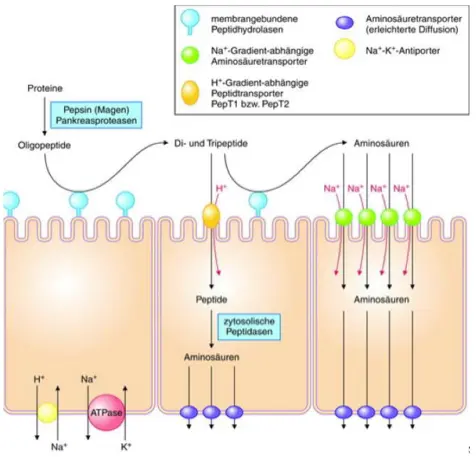 membrangebundene
Peptidhydrolasen
Na⁺-Gradient-abhängige
Aminosäuretransporter
H⁺-Gradient-abhängige
Peptidtransporter
PepT1 bzw. PepT2
Aminosäuretransporter
(erleichterte Diffusion)
Na⁺-K⁺-Antiporter
Proteine
Pepsin (Magen)
Pankreasproteasen
Oligopeptide
Di- und Tripeptide
Aminosäuren
H⁺
Na⁺ Na⁺ Na⁺ Na⁺
Peptide
Aminosäuren
zytosolische
Peptidasen
Aminosäuren
H⁺ Na⁺
ATPase
Na⁺ K⁺